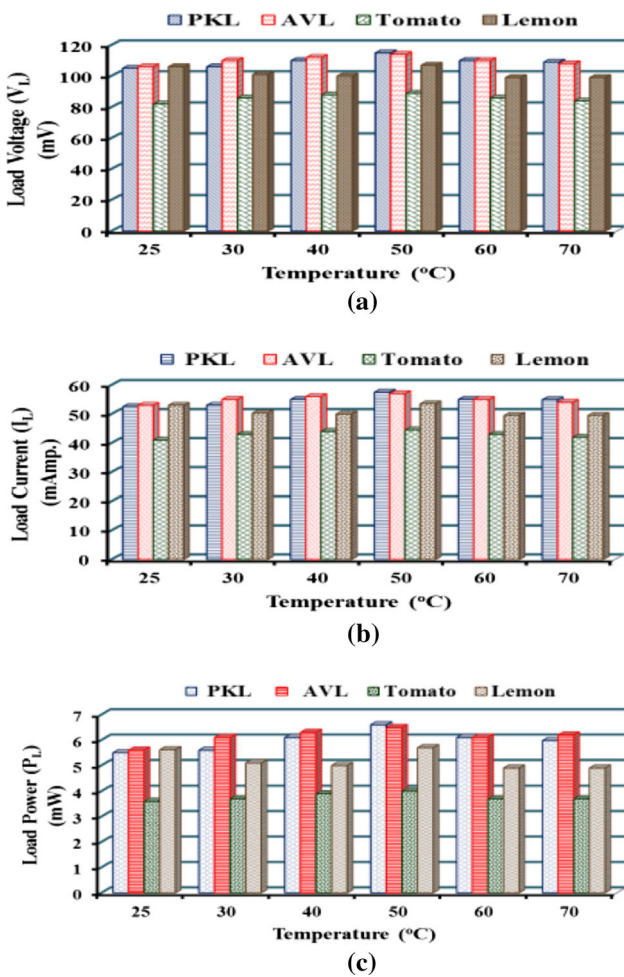 PKL AVL Tomato Lemon
Load Voltage (VL)
(mV)
120
100
80
60
40
20
0
25 30 40 50 60 70
Temperature (°C)
(a)
PKL AVL Tomato Lemon
Load Current (IL)
(mAmp.)
60
50
40
30
20
10
0
25 30 40 50 60 70
Temperature (°C)
(b)
PKL AVL Tomato Lemon
Load Power (PL)
(mW)
7
6
5
4
3
2
1
0
25 30 40 50 60 70
Temperature (°C)
(c)